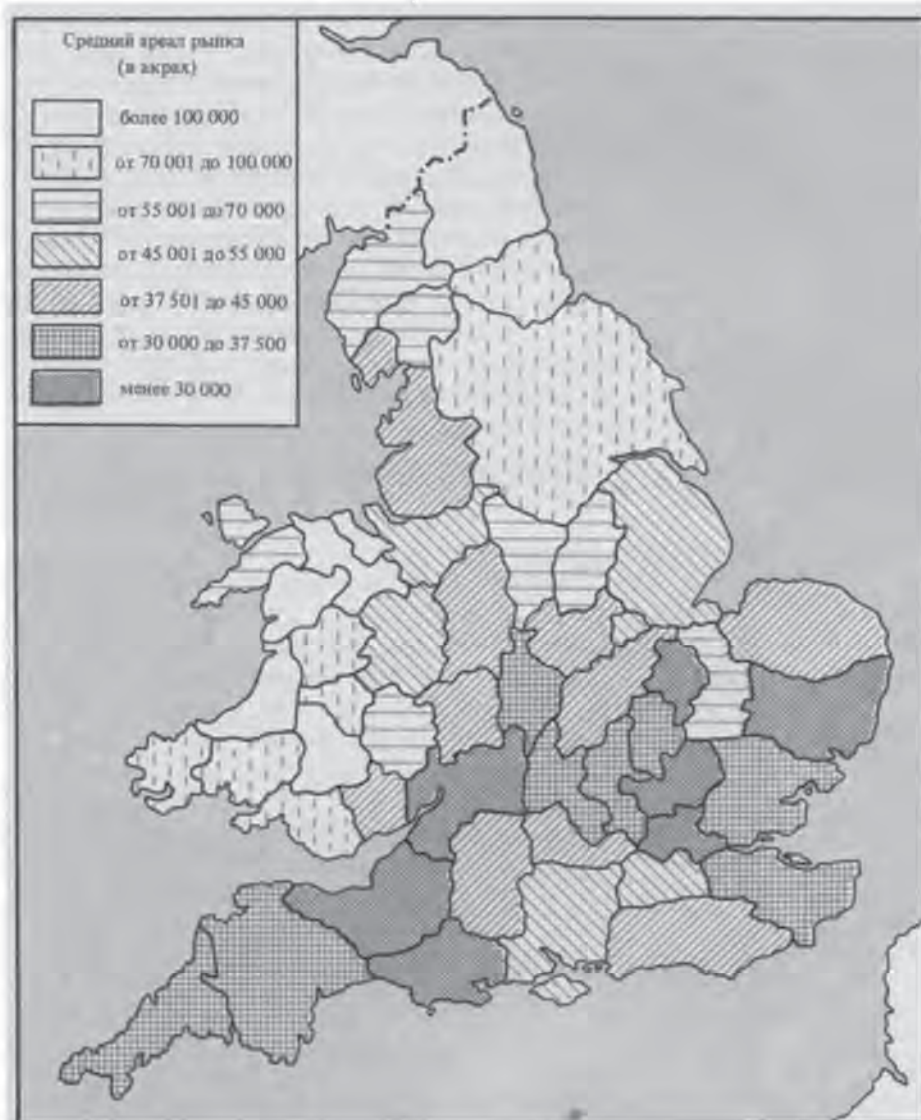 Средний ареал рынка
(в акрах)
более 100 000
от 70 001 до 100 000
от 55 001 до 70 000
от 45 001 до 55 000
от 37 501 до 45 000
от 30 000 до 37 500
менее 30 000